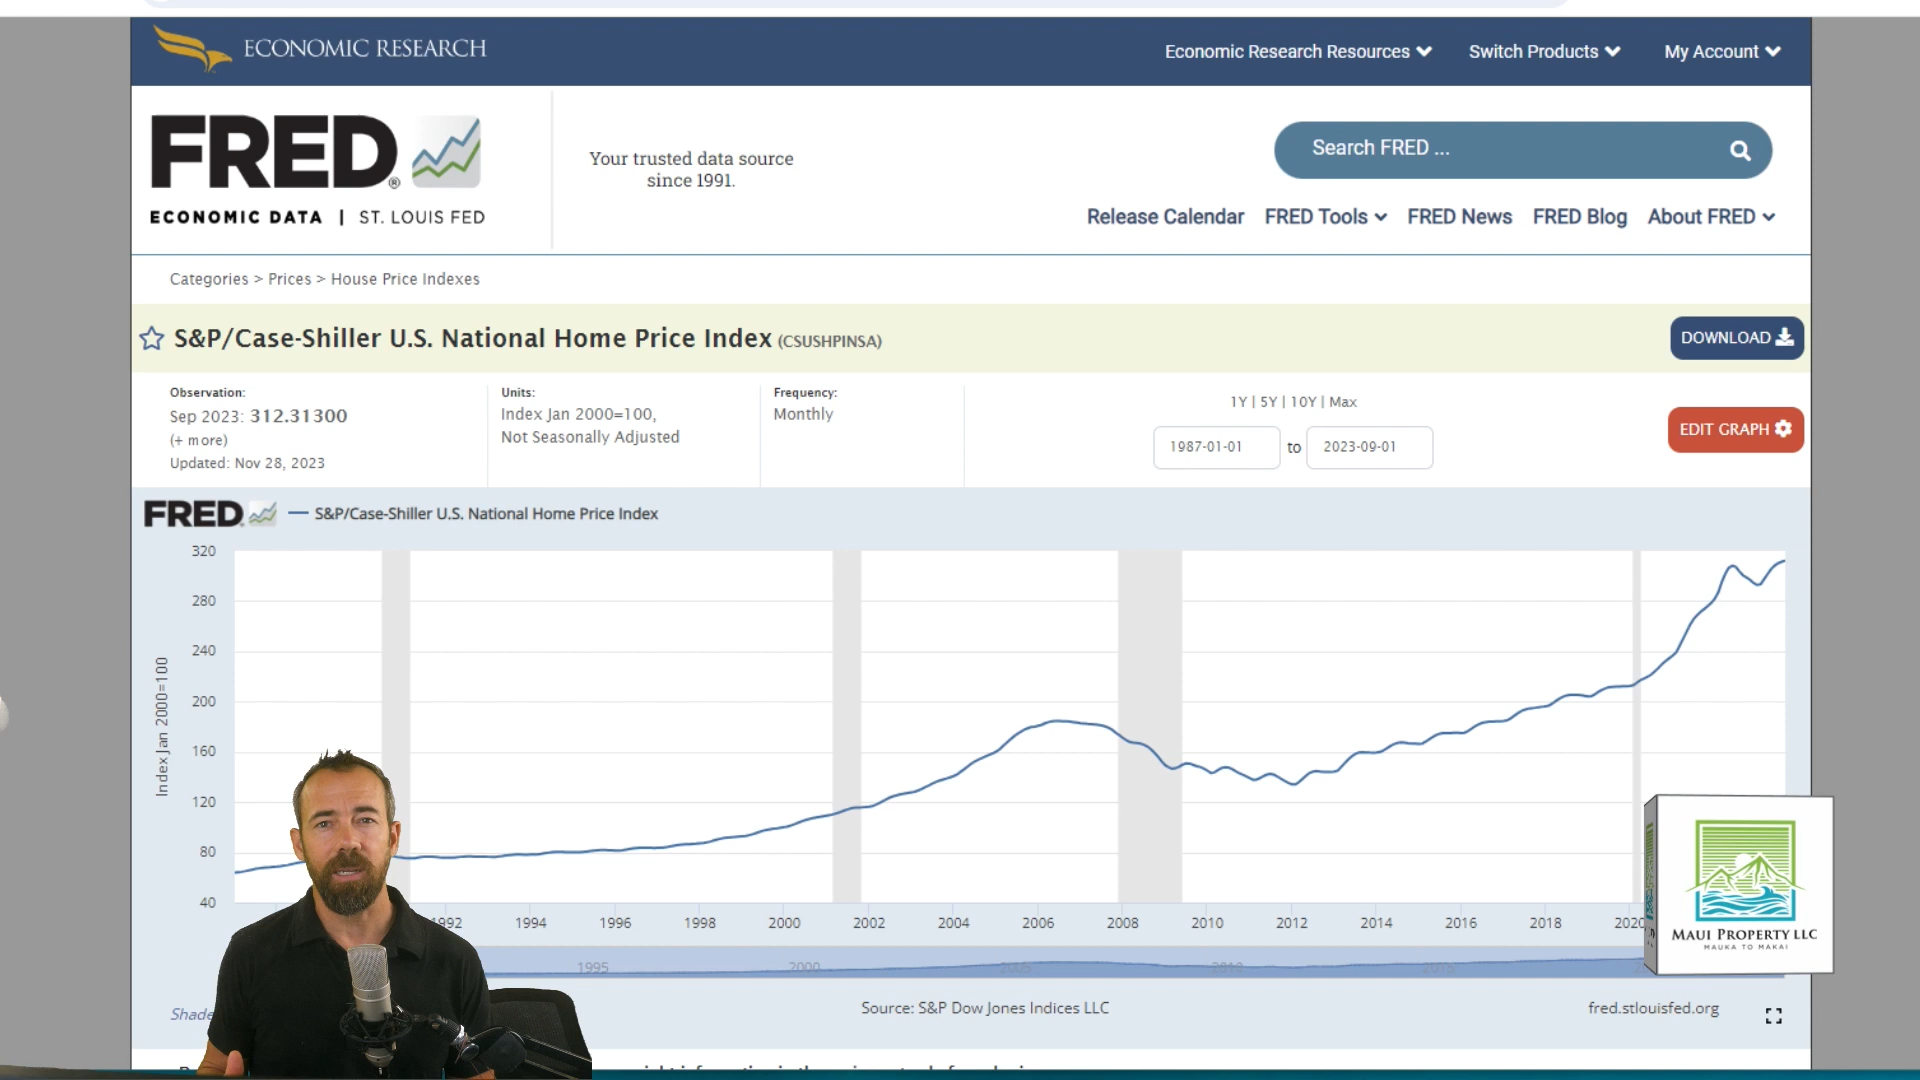 ECONOMIC RESEARCH
Economic Research Resources
Switch Products
My Account
FRED®
ECONOMIC DATA | ST. LOUIS FED
Your trusted data source
since 1991.
Search FRED ...
Release Calendar
FRED Tools
FRED News
FRED Blog
About FRED
Categories > Prices > House Price Indexes
S&P/Case-Shiller U.S. National Home Price Index (CSUSHPINSA)
DOWNLOAD
Observation:
Sep 2023: 312.31300
(+ more)
Updated: Nov 28, 2023
Units:
Index Jan 2000=100,
Not Seasonally Adjusted
Frequency:
Monthly
1Y | 5Y | 10Y | Max
1987-01-01 to 2023-09-01
EDIT GRAPH
FRED
S&P/Case-Shiller U.S. National Home Price Index
320
280
240
200
160
120
80
40
Index Jan 2000=100
1994 1996 1998 2000 2002 2004 2006 2008 2010 2012 2014 2016 2018 2020
1995 2000 2005 2010 2015
MAUI PROPERTY LLC
MAUKA TO MAKAI
Source: S&P Dow Jones Indices LLC
fred.stlouisfed.org